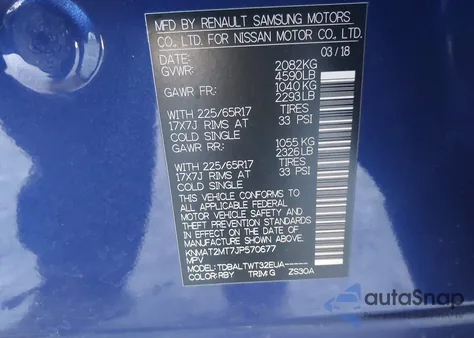 MFD BY RENAULT SAMSUNG MOTORS
CO., LTD. FOR NISSAN MOTOR CO., LTD.
DATE: 03/18
GVWR: 2082KG
4590LB
GAWR FR: 1040 KG
2293LB
WITH 225/65R17 TIRES
17X7J RIMS AT 33 PSI
COLD SINGLE
GAWR RR: 1055 KG
2326LB
WITH 225/65R17 TIRES
17X7J RIMS AT 33 PSI
COLD SINGLE
THIS VEHICLE CONFORMS TO
ALL APPLICABLE FEDERAL
MOTOR VEHICLE SAFETY AND
THEFT PREVENTION STANDARDS
IN EFFECT ON THE DATE OF
MANUFACTURE SHOWN ABOVE.
KNMAT2MT7JP570677
MPV
MODEL: TDBALTWT32EUA------
COLOR: RBY TRIM G ZS30A
autoSnap